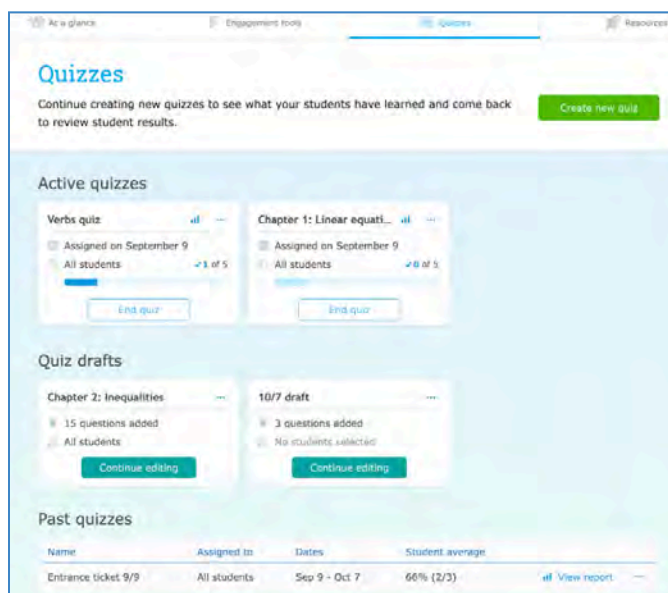 At a glance
Engagement tools
Quizzes
Resources
Quizzes
Continue creating new quizzes to see what your students have learned and come back
to review student results.
Create new quiz
Active quizzes
Verbs quiz
Assigned on September 9
All students ✓1 of 5
End quiz
Chapter 1: Linear equati... ...
Assigned on September 9
All students ✓0 of 5
End quiz
Quiz drafts
Chapter 2: Inequalities ...
15 questions added
All students
Continue editing
10/7 draft ...
3 questions added
No students selected
Continue editing
Past quizzes
Name Assigned to Dates Student average
Entrance ticket 9/9 All students Sep 9 - Oct 7 66% (2/3) View report ...